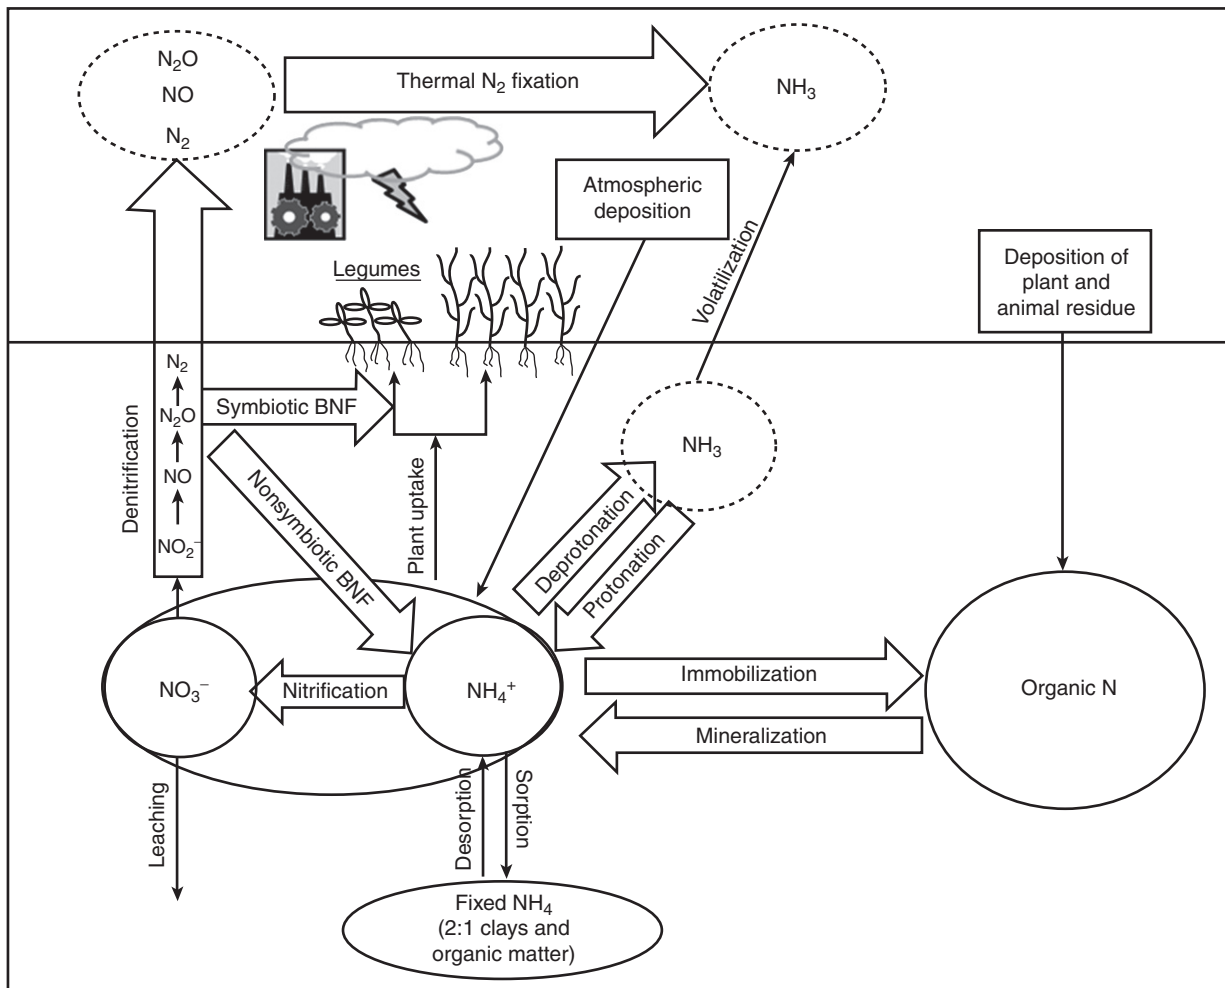 N₂O
NO
N₂
Thermal N₂ fixation
NH₃
Atmospheric
deposition
Volatilization
Deposition of
plant and
animal residue
Legumes
N₂
N₂O
NO
NO₂⁻
Denitrification
Symbiotic BNF
Nonsymbiotic BNF
Plant uptake
NH₃
Deprotonation
Protonation
NO₃⁻
Nitrification
NH₄⁺
Immobilization
Mineralization
Organic N
Leaching
Desorption
Sorption
Fixed NH₄
(2:1 clays and
organic matter)